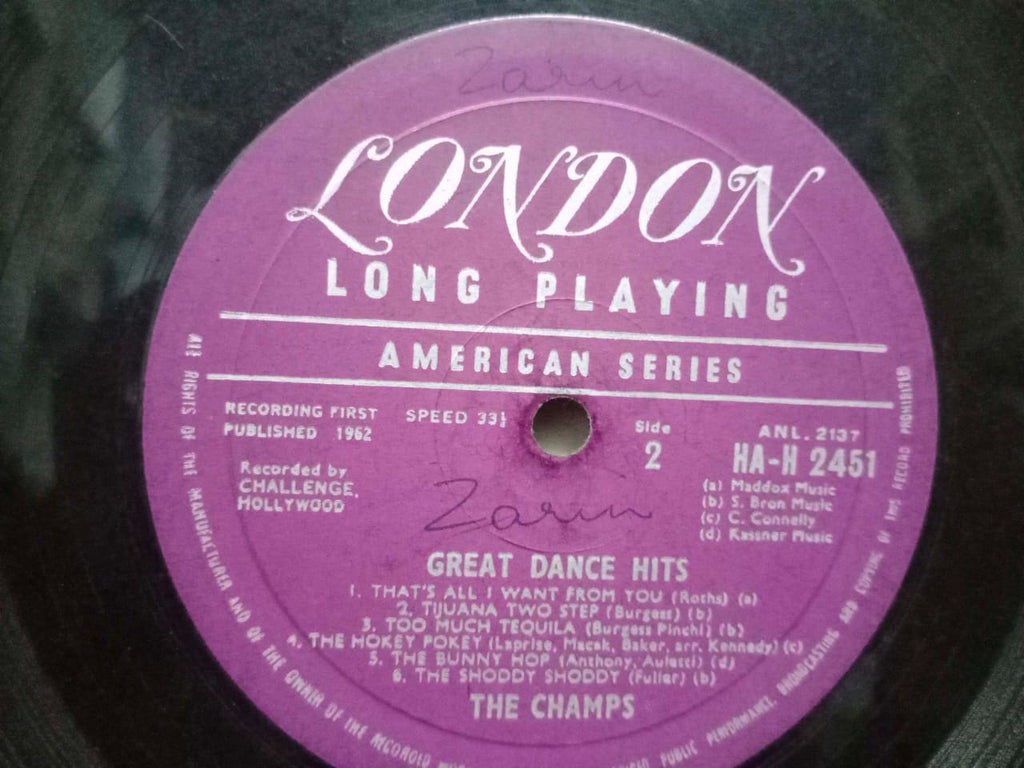 Zarin
LONDON
LONG PLAYING
AMERICAN SERIES
RECORDING FIRST
PUBLISHED 1962
SPEED 33⅓
Side
2
ANL. 2137
HA-H 2451
Recorded by
CHALLENGE,
HOLLYWOOD
(a) Maddox Music
(b) S. Bron Music
(c) C. Connelly
(d) Kassner Music
Zarin
GREAT DANCE HITS
1. THAT'S ALL I WANT FROM YOU (Roths) (a)
2. TIJUANA TWO STEP (Burgess) (b)
3. TOO MUCH TEQUILA (Burgess Pinchi) (b)
4. THE HOKEY POKEY (Laprise, Macak, Baker, arr. Kennedy) (c)
5. THE BUNNY HOP (Anthony, Auletti) (d)
6. THE SHODDY SHODDY (Fuller) (b)
THE CHAMPS
ALL RIGHTS OF THE MANUFACTURER AND OF THE OWNER OF THE RECORDED
PUBLIC PERFORMANCE, BROADCASTING AND COPYING OF THIS RECORD PROHIBITED